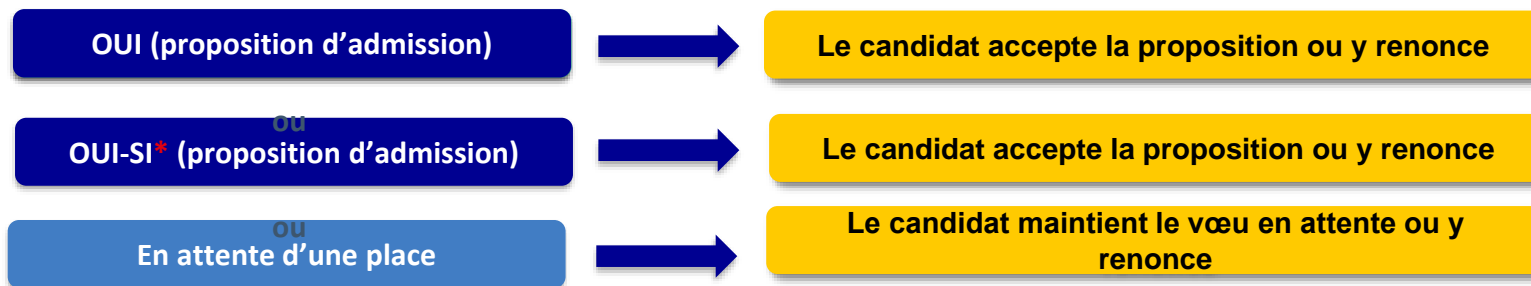 OUI (proposition d’admission)
Le candidat accepte la proposition ou y renonce
ou
OUI-SI* (proposition d’admission)
Le candidat accepte la proposition ou y renonce
ou
En attente d’une place
Le candidat maintient le vœu en attente ou y
renonce